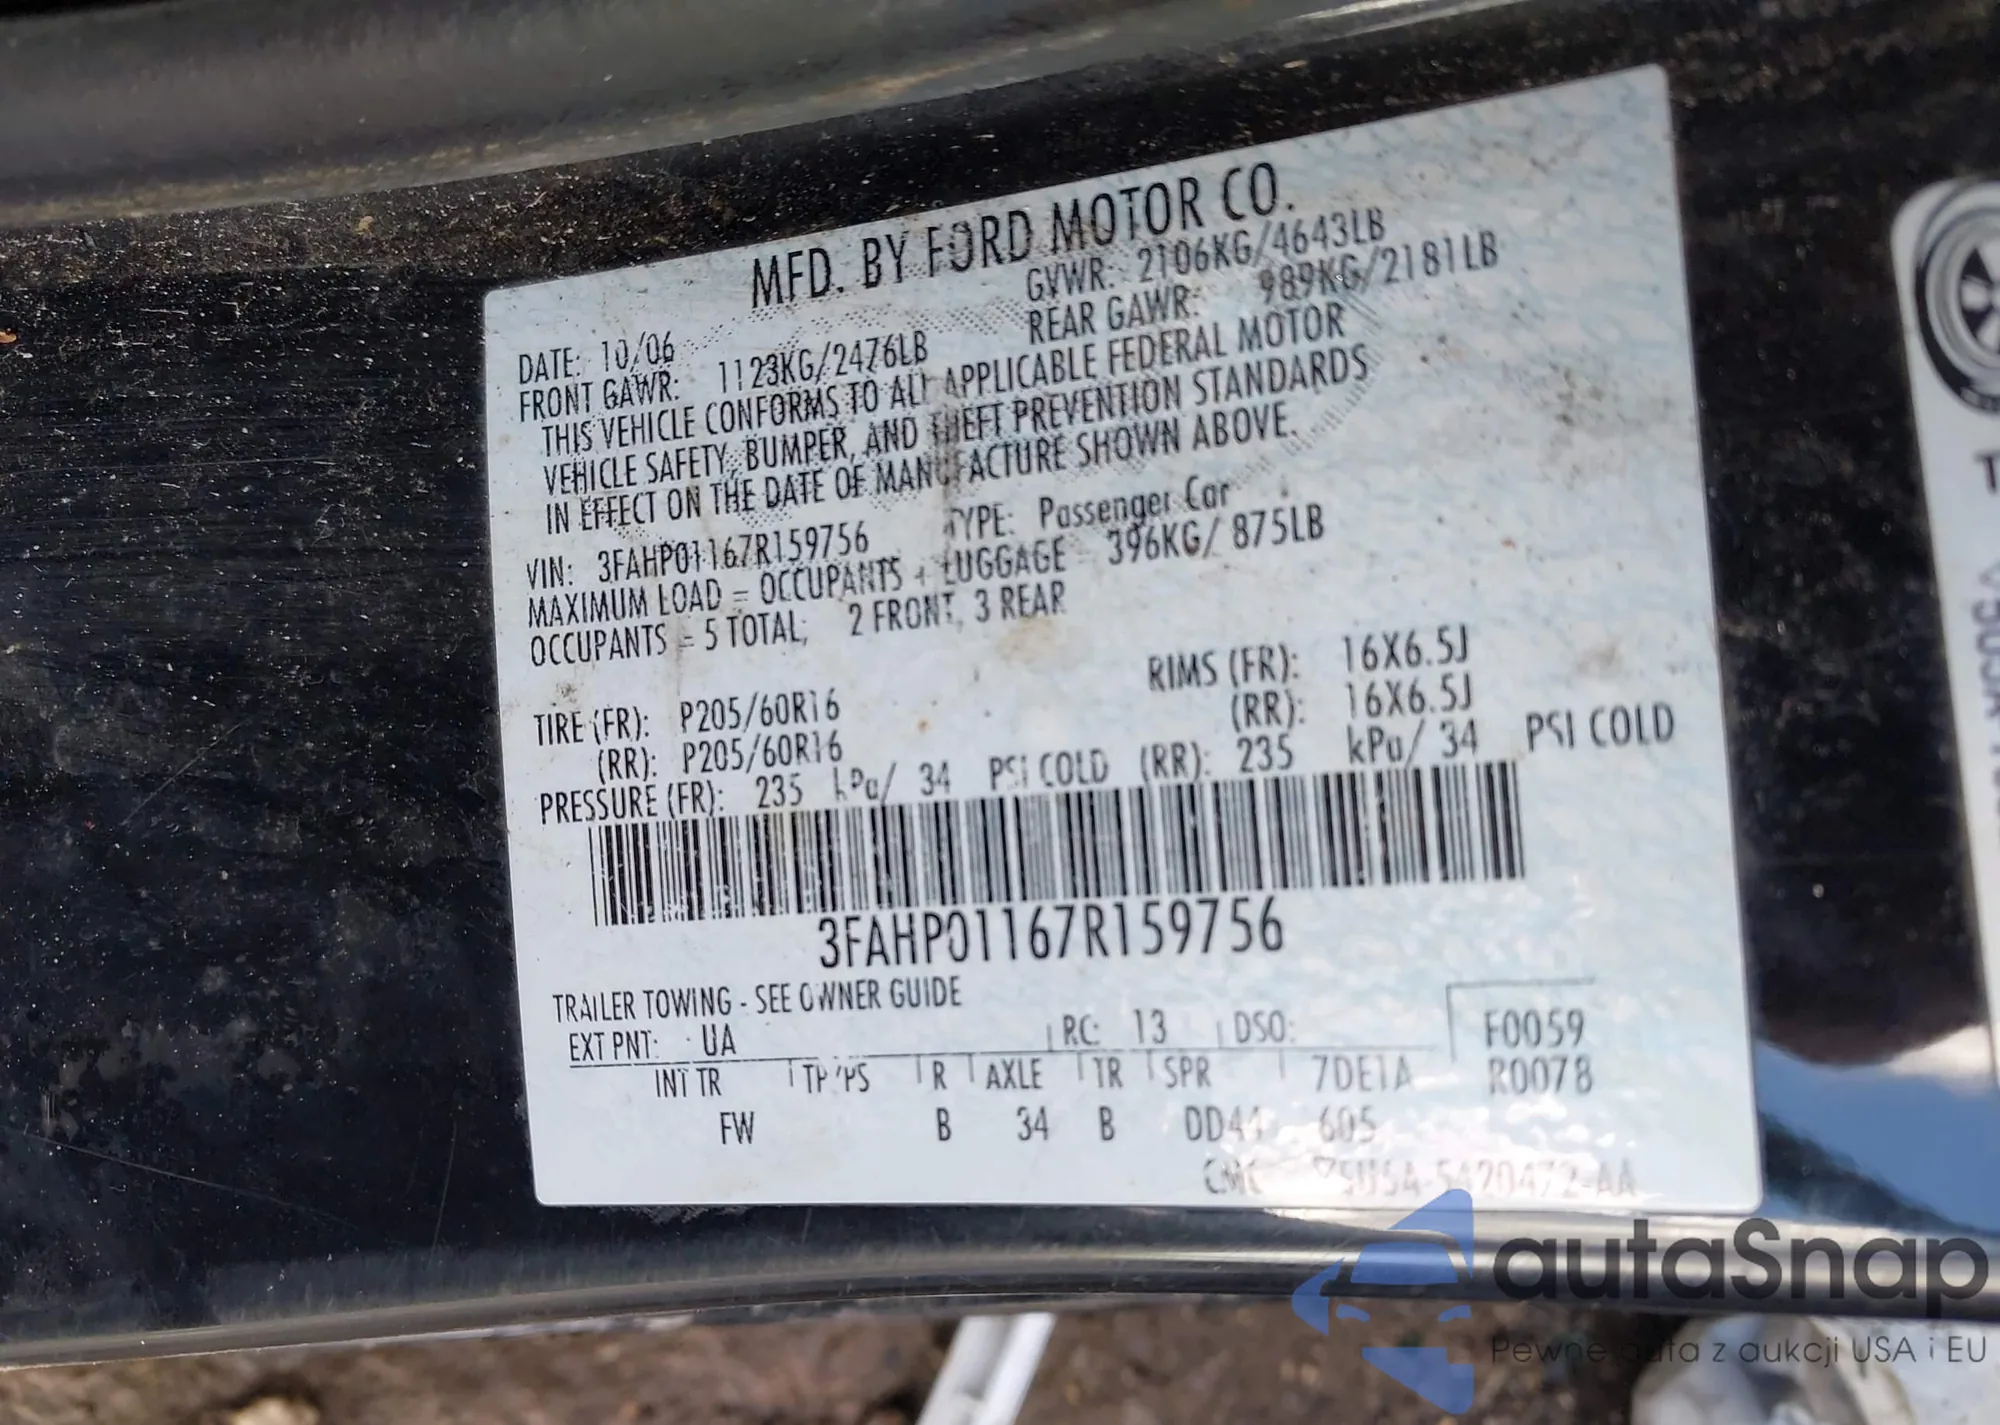 MFD. BY FORD MOTOR CO.
DATE: 10/06 GVWR: 2106KG/4643LB
FRONT GAWR: 1123KG/2476LB REAR GAWR: 989KG/2181LB
THIS VEHICLE CONFORMS TO ALL APPLICABLE FEDERAL MOTOR
VEHICLE SAFETY, BUMPER, AND THEFT PREVENTION STANDARDS
IN EFFECT ON THE DATE OF MANUFACTURE SHOWN ABOVE.
VIN: 3FAHP01167R159756 TYPE: Passenger Car
MAXIMUM LOAD = OCCUPANTS + LUGGAGE 396KG/ 875LB
OCCUPANTS = 5 TOTAL, 2 FRONT, 3 REAR
TIRE (FR): P205/60R16 RIMS (FR): 16X6.5J
(RR): P205/60R16 (RR): 16X6.5J
PRESSURE (FR): 235 kPa/ 34 PSI COLD (RR): 235 kPa/ 34 PSI COLD
3FAHP01167R159756
TRAILER TOWING - SEE OWNER GUIDE
EXT PNT: UA RC: 13 DSO: F0059
INT TR TP/PS R AXLE TR SPR 7DE1A R0078
FW B 34 B DD44 605
autaSnap
Pewne auta z aukcji USA i EU